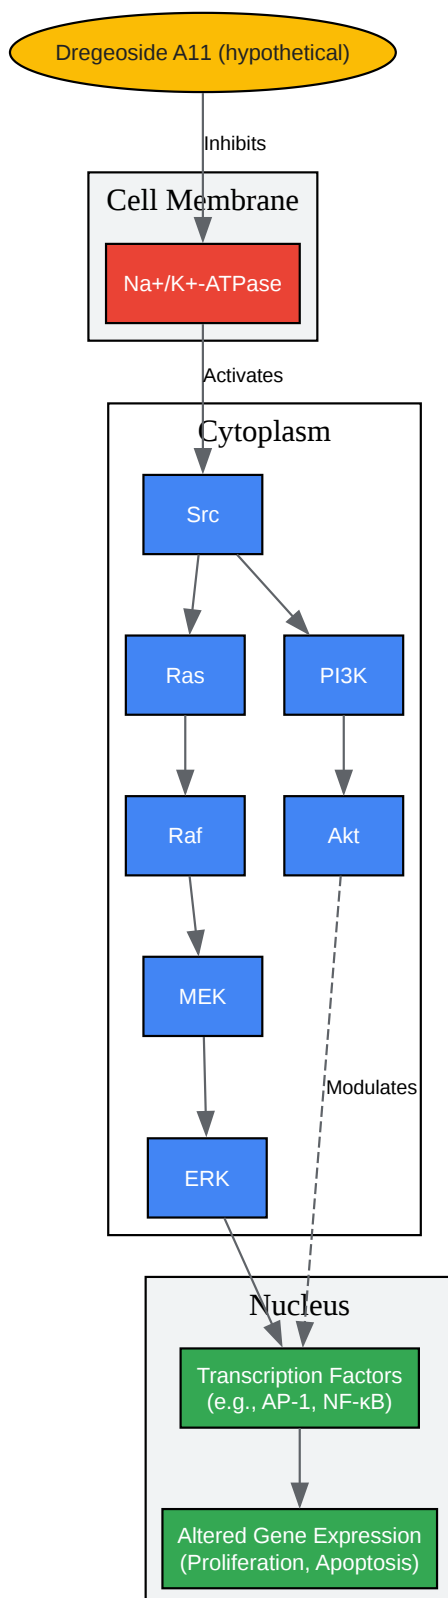 Dregeoside A11 (hypothetical)
Inhibits
Cell Membrane
Na+/K+-ATPase
Activates
Cytoplasm
Src
Ras
PI3K
Raf
Akt
MEK
Modulates
ERK
Nucleus
Transcription Factors
(e.g., AP-1, NF-κB)
Altered Gene Expression
(Proliferation, Apoptosis)